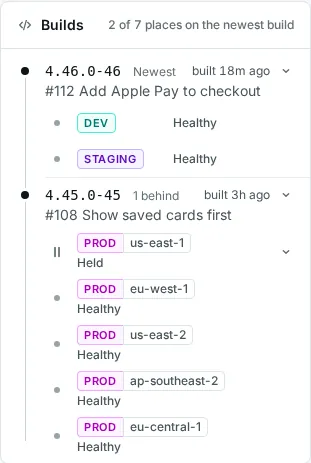 Builds 2 of 7 places on the newest build
4.46.0-46 Newest built 18m ago
#112 Add Apple Pay to checkout
DEV Healthy
STAGING Healthy
4.45.0-45 1 behind built 3h ago
#108 Show saved cards first
PROD us-east-1
Held
PROD eu-west-1
Healthy
PROD us-east-2
Healthy
PROD ap-southeast-2
Healthy
PROD eu-central-1
Healthy